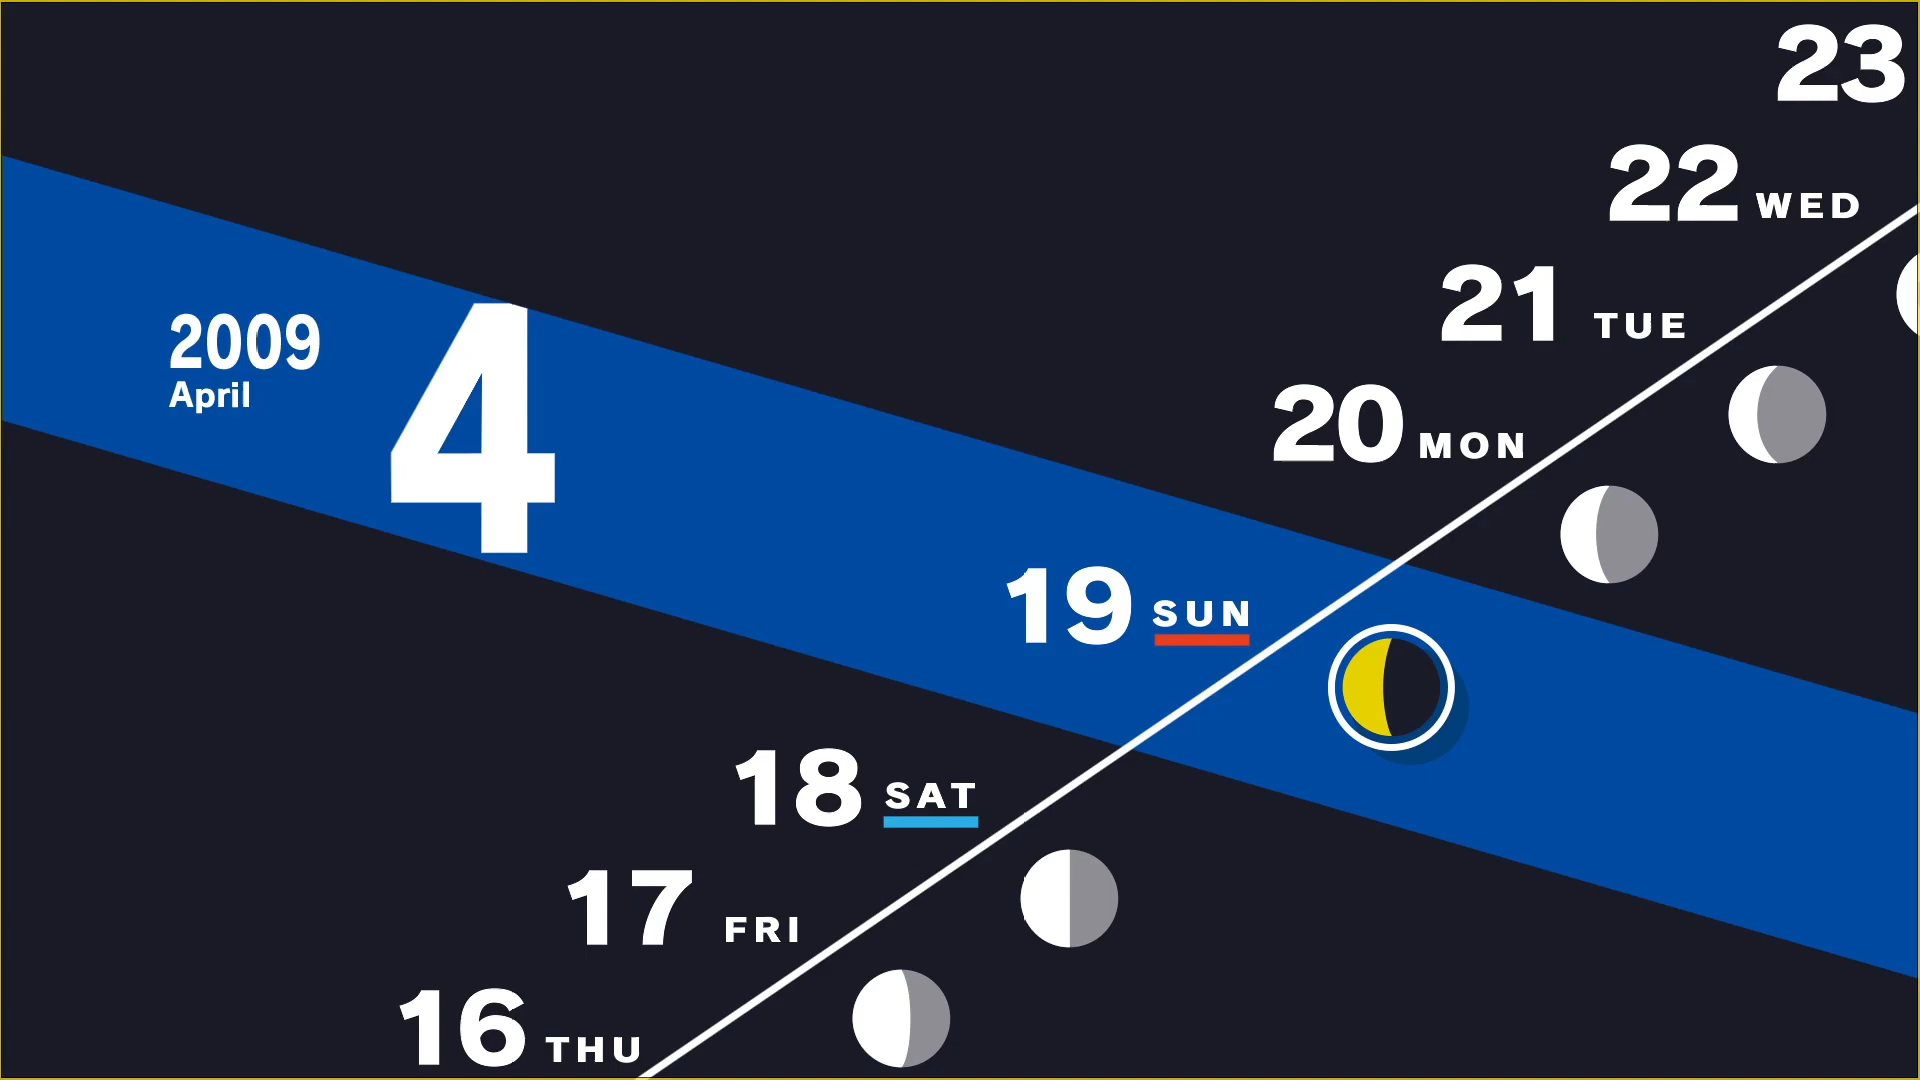 23
22 WED
21 TUE
20 MON
2009
April
4
19 SUN
18 SAT
17 FRI
16 THU